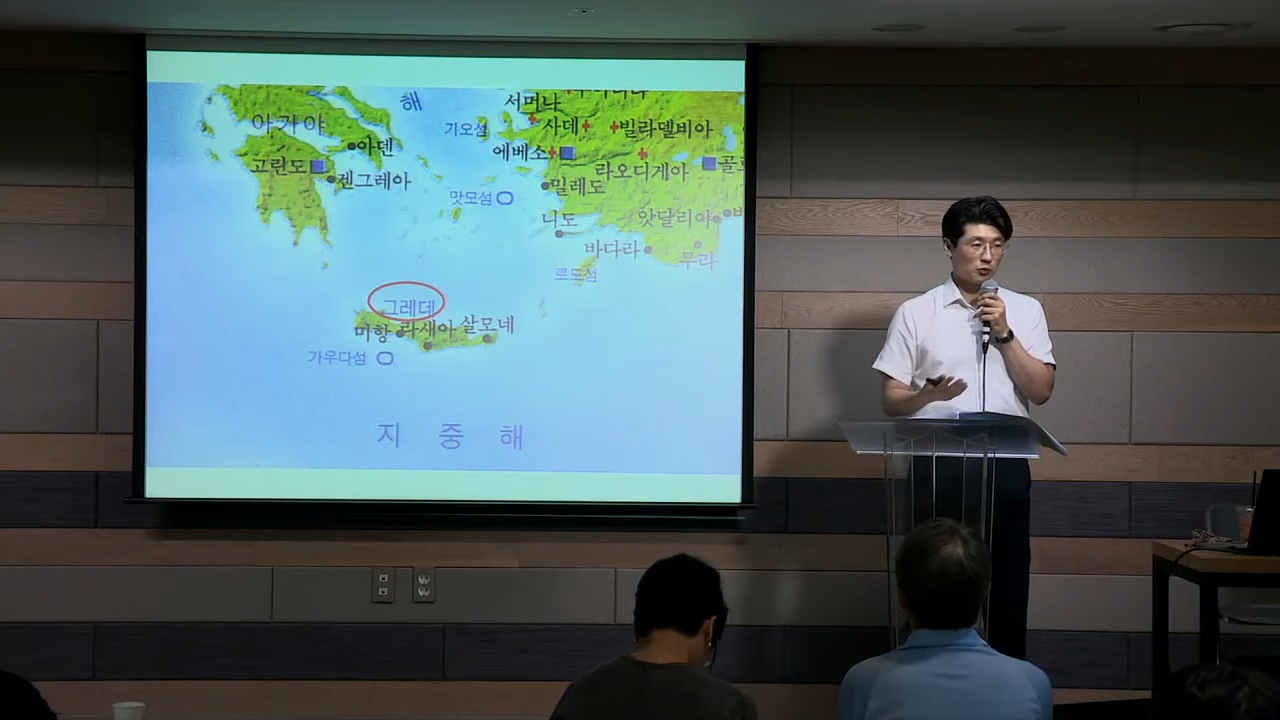 해
서머나
아가야
기오섬
사데
빌라델비아
아덴
에베소
고린도
라오디게아
골
겐그레아
밀레도
맛모섬
니도
앗달리아
바다라
무라
로도섬
그레데
미항
라새아
살모네
가우다섬
지 중 해